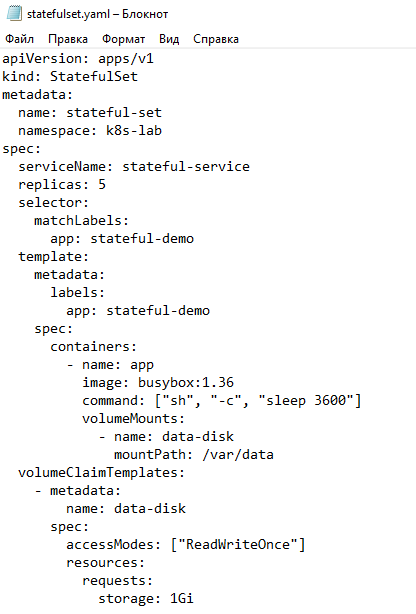 statefulset.yaml – Блокнот
Файл Правка Формат Вид Справка
apiVersion: apps/v1
kind: StatefulSet
metadata:
  name: stateful-set
  namespace: k8s-lab
spec:
  serviceName: stateful-service
  replicas: 5
  selector:
    matchLabels:
      app: stateful-demo
  template:
    metadata:
      labels:
        app: stateful-demo
    spec:
      containers:
        - name: app
          image: busybox:1.36
          command: ["sh", "-c", "sleep 3600"]
          volumeMounts:
            - name: data-disk
              mountPath: /var/data
  volumeClaimTemplates:
    - metadata:
        name: data-disk
      spec:
        accessModes: ["ReadWriteOnce"]
        resources:
          requests:
            storage: 1Gi